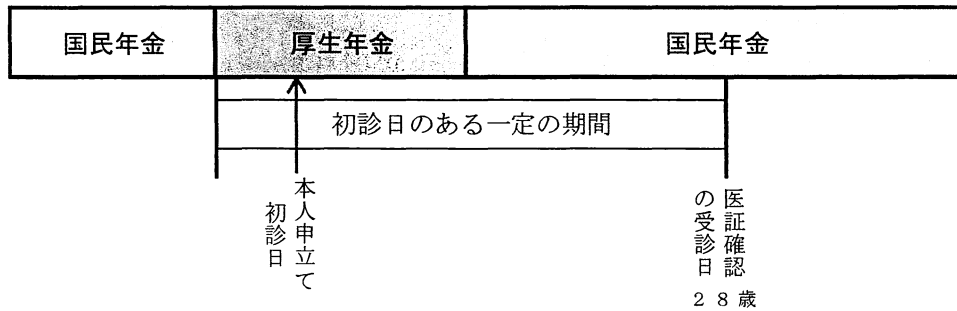 国民年金
厚生年金
国民年金
初診日のある一定の期間
本人申立て
初診日
医証確認
の受診日
２８歳